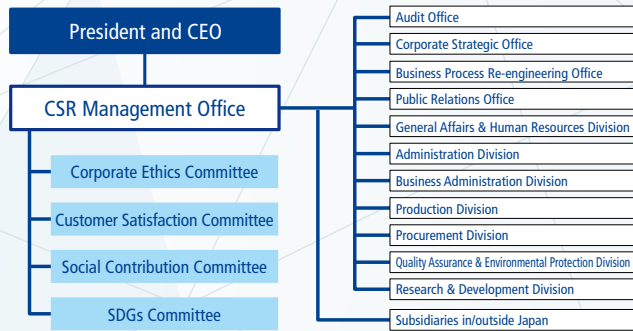 President and CEO
CSR Management Office
Corporate Ethics Committee
Customer Satisfaction Committee
Social Contribution Committee
SDGs Committee
Audit Office
Corporate Strategic Office
Business Process Re-engineering Office
Public Relations Office
General Affairs & Human Resources Division
Administration Division
Business Administration Division
Production Division
Procurement Division
Quality Assurance & Environmental Protection Division
Research & Development Division
Subsidiaries in/outside Japan